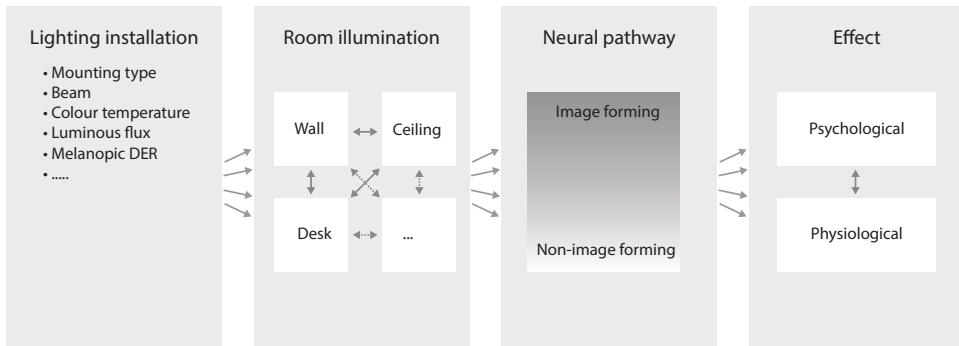 Lighting installation
• Mounting type
• Beam
• Colour temperature
• Luminous flux
• Melanopic DER
• .....
Room illumination
Wall
Ceiling
Desk
...
Neural pathway
Image forming
Non-image forming
Effect
Psychological
Physiological